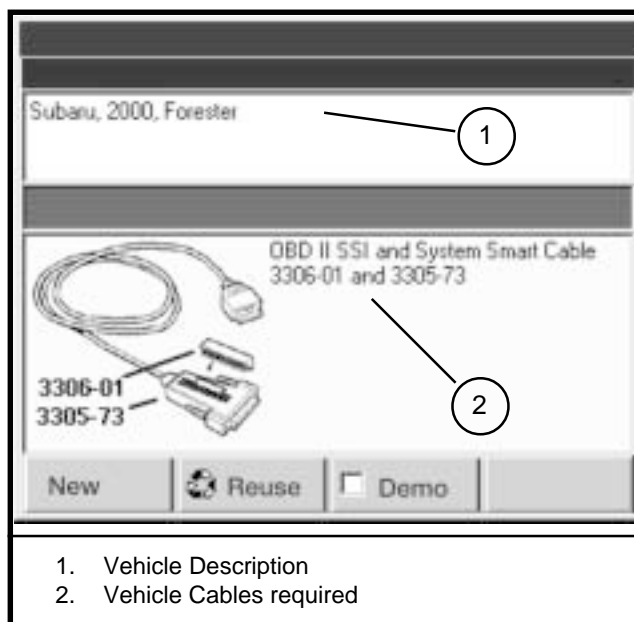 Subaru, 2000, Forester
1
OBD II SSI and System Smart Cable
3306-01 and 3305-73
3306-01
3305-73
2
New
Reuse
Demo
1. Vehicle Description
2. Vehicle Cables required